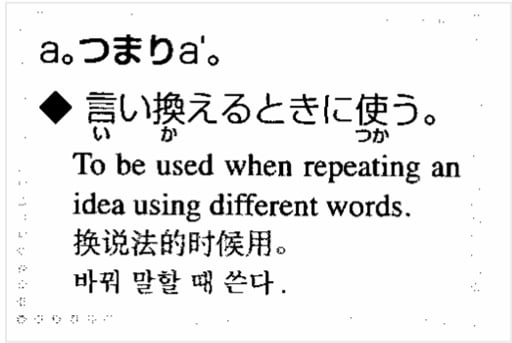 a。つまりa'。
◆ 言い換えるときに使う。
い か つか
To be used when repeating an
idea using different words.
换说法的时候用。
바꿔 말할 때 쓴다.